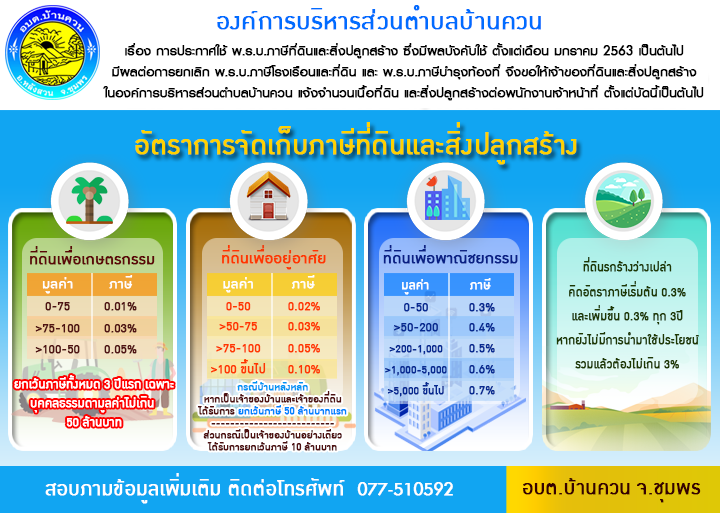 องค์การบริหารส่วนตำบลบ้านควน
อบต.บ้านควน
อ.หลังสวน จ.ชุมพร
เรื่อง การประกาศใช้ พ.ร.บ.ภาษีที่ดินและสิ่งปลูกสร้าง ซึ่งมีผลบังคับใช้ ตั้งแต่เดือน มกราคม 2563 เป็นต้นไป
มีผลต่อการยกเลิก พ.ร.บ.ภาษีโรงเรือนและที่ดิน และ พ.ร.บ.ภาษีบำรุงท้องที่ จึงขอให้เจ้าของที่ดินและสิ่งปลูกสร้าง
ในองค์การบริหารส่วนตำบลบ้านควน แจ้งจำนวนเนื้อที่ดิน และสิ่งปลูกสร้างต่อพนักงานเจ้าหน้าที่ ตั้งแต่บัดนี้เป็นต้นไป
อัตราการจัดเก็บภาษีที่ดินและสิ่งปลูกสร้าง
ที่ดินเพื่อเกษตรกรรม
มูลค่า ภาษี
0-75 0.01%
>75-100 0.03%
>100-50 0.05%
ยกเว้นภาษีทั้งหมด 3 ปีแรก เฉพาะ
บุคคลธรรมดามูลค่าไม่เกิน
50 ล้านบาท
ที่ดินเพื่ออยู่อาศัย
มูลค่า ภาษี
0-50 0.02%
>50-75 0.03%
>75-100 0.05%
>100 ขึ้นไป 0.10%
กรณีบ้านหลังหลัก
หากเป็นเจ้าของบ้านและเจ้าของที่ดิน
ได้รับการ ยกเว้นภาษี 50 ล้านบาทแรก
-------------------------
ส่วนกรณีเป็นเจ้าของบ้านอย่างเดียว
ได้รับการยกเว้นภาษี 10 ล้านบาท
ที่ดินเพื่อพาณิชยกรรม
มูลค่า ภาษี
0-50 0.3%
>50-200 0.4%
>200-1,000 0.5%
>1,000-5,000 0.6%
>5,000 ขึ้นไป 0.7%
ที่ดินรกร้างว่างเปล่า
คิดอัตราภาษีเริ่มต้น 0.3%
และเพิ่มขึ้น 0.3% ทุก 3ปี
หากยังไม่มีการนำมาใช้ประโยชน์
รวมแล้วต้องไม่เกิน 3%
สอบถามข้อมูลเพิ่มเติม ติดต่อโทรศัพท์ 077-510592
อบต.บ้านควน จ.ชุมพร